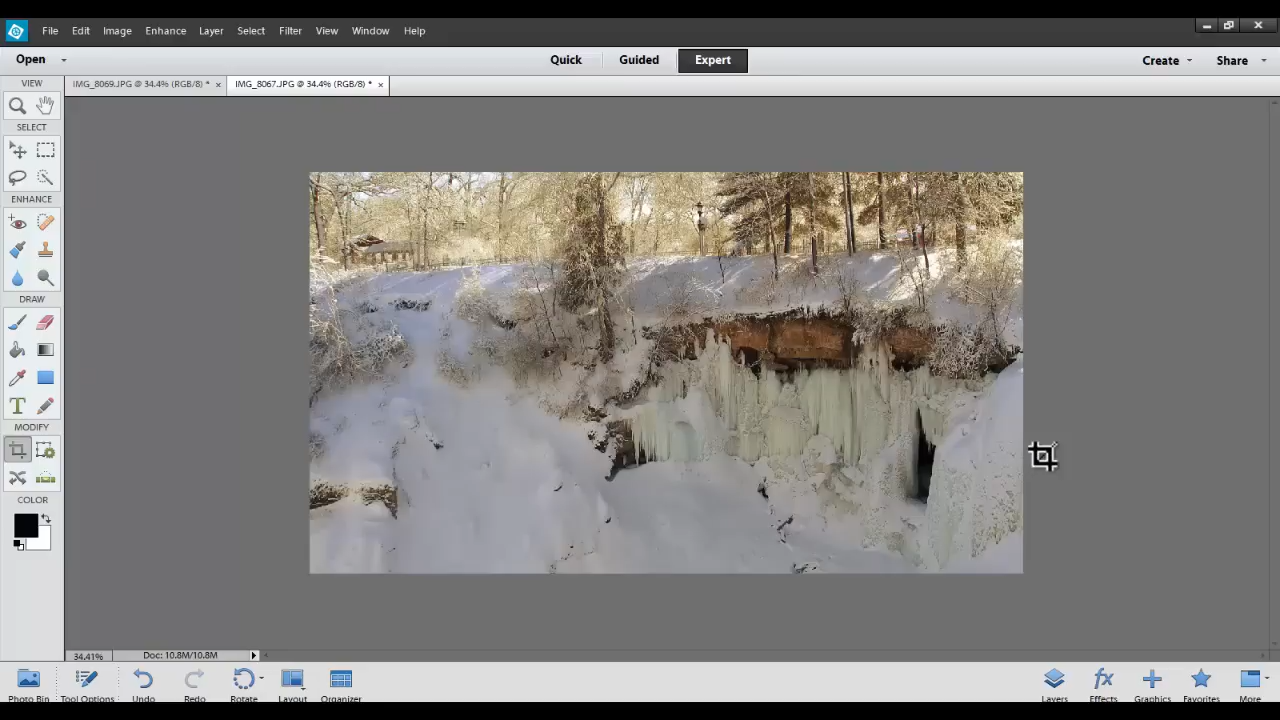 File Edit Image Enhance Layer Select Filter View Window Help
Open Quick Guided Expert Create Share
VIEW
IMG_8069.JPG @ 34.4% (RGB/8) * × IMG_8067.JPG @ 34.4% (RGB/8) * ×
SELECT
ENHANCE
DRAW
T
MODIFY
COLOR
34.41% Doc: 10.8M/10.8M
Photo Bin Tool Options Undo Redo Rotate Layout Organizer Layers Effects Graphics Favorites More